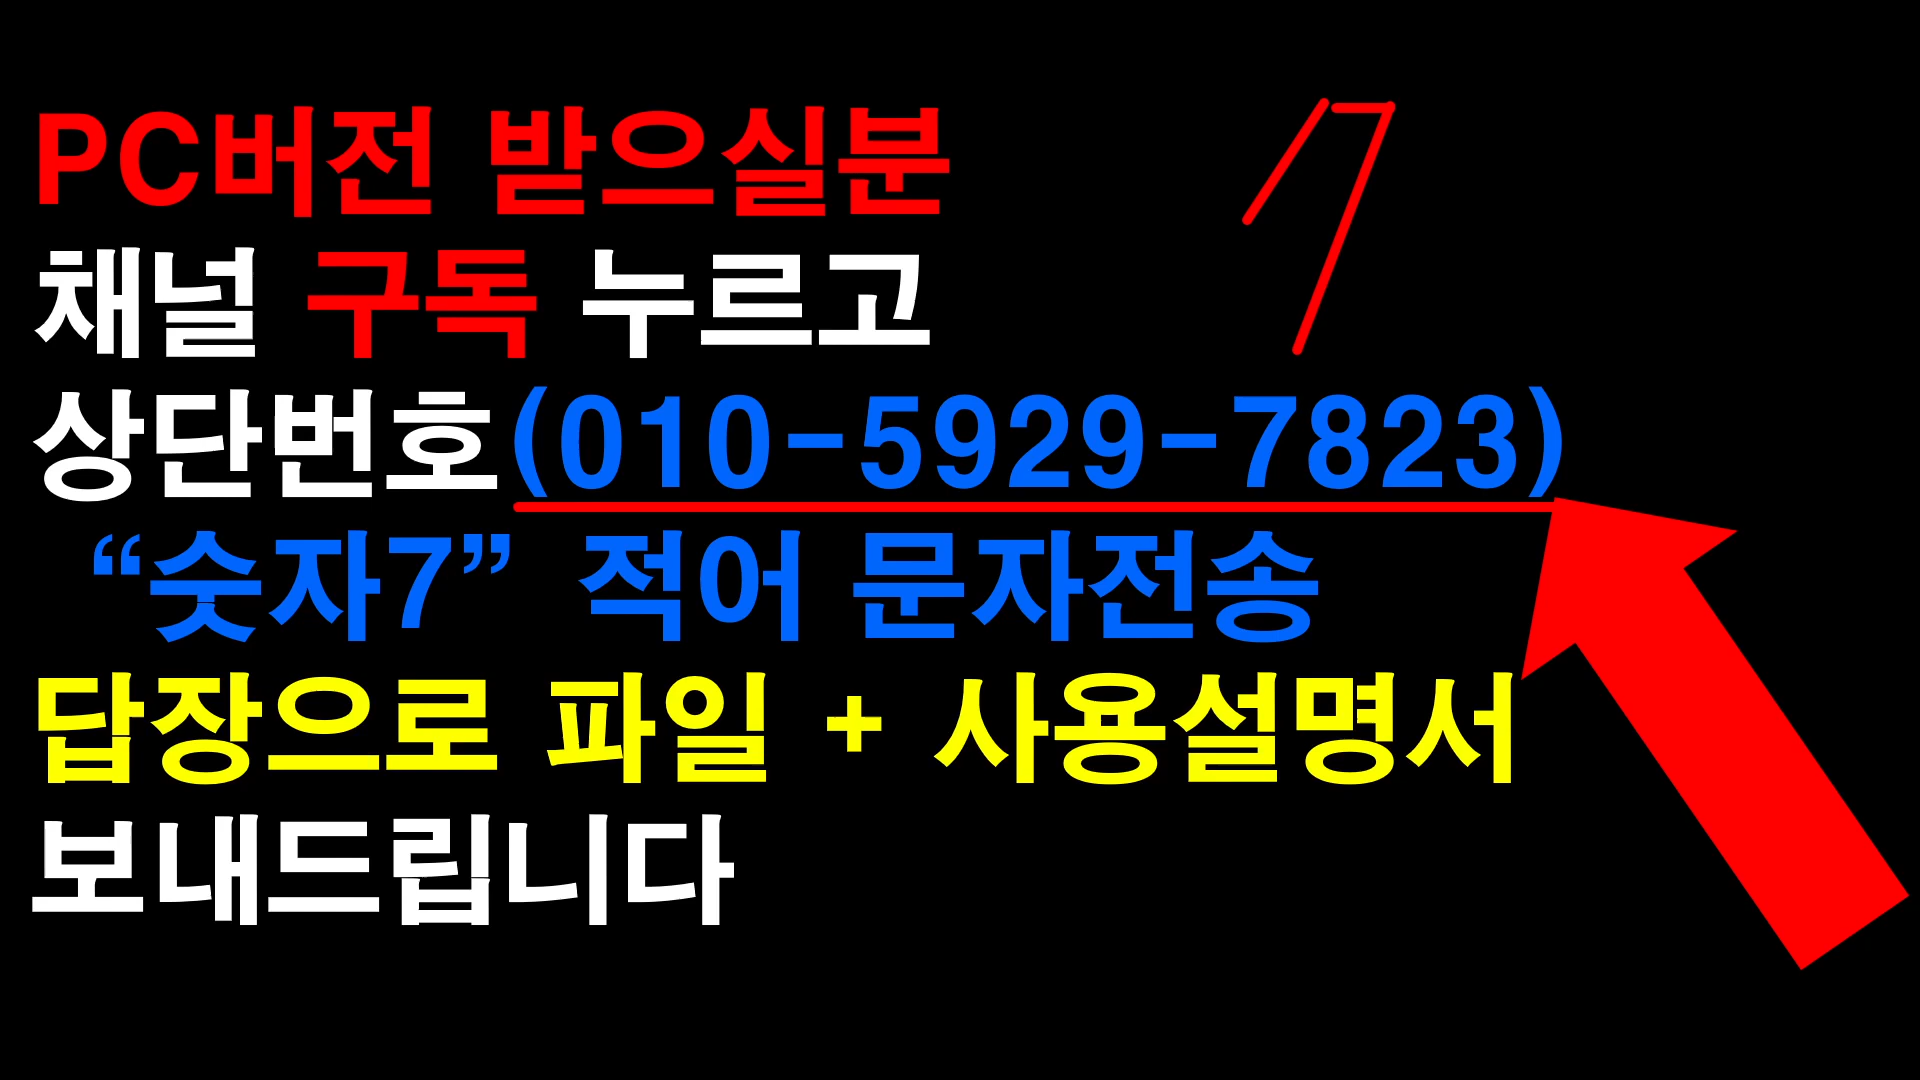 PC버전 받으실분
7
채널 구독 누르고
상단번호(010-5929-7823)
“숫자7” 적어 문자전송
답장으로 파일 + 사용설명서
보내드립니다